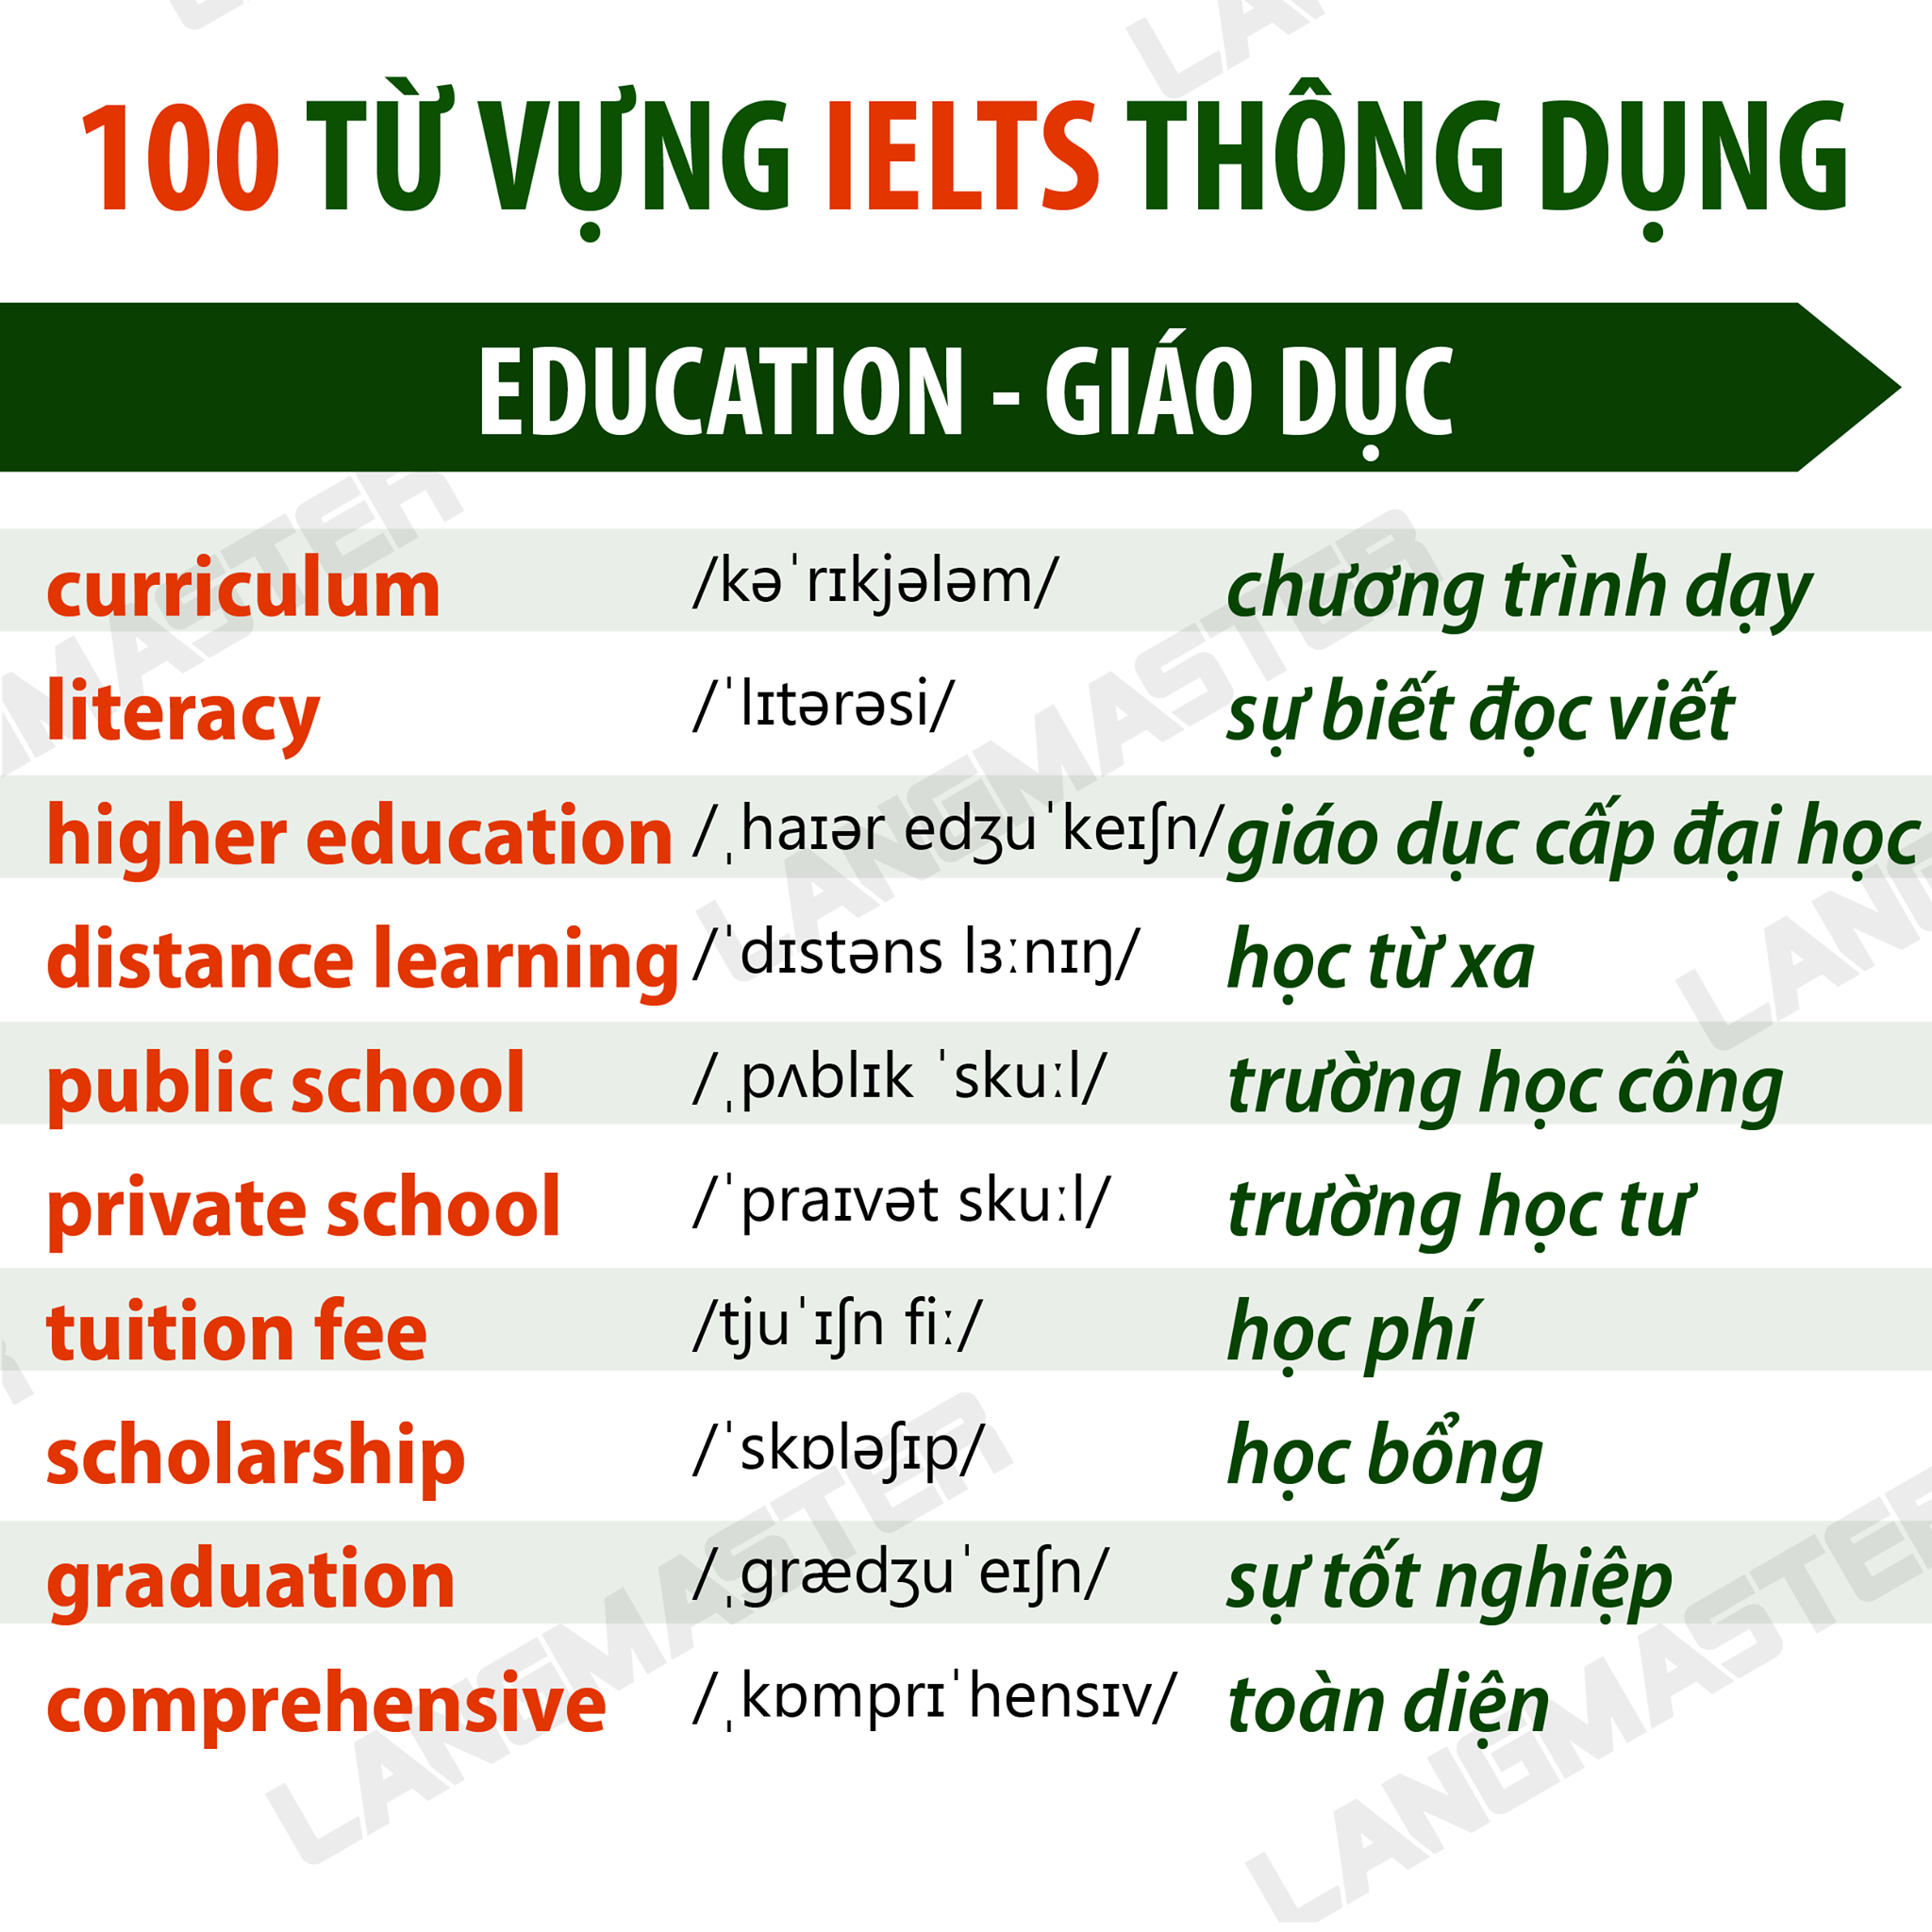 100 TỪ VỰNG IELTS THÔNG DỤNG
EDUCATION - GIÁO DỤC
curriculum /kəˈrɪkjələm/ chương trình dạy
literacy /ˈlɪtərəsi/ sự biết đọc viết
higher education /ˌhaɪər edʒuˈkeɪʃn/ giáo dục cấp đại học
distance learning /ˈdɪstəns lɜːnɪŋ/ học từ xa
public school /ˌpʌblɪk ˈskuːl/ trường học công
private school /ˈpraɪvət skuːl/ trường học tư
tuition fee /tjuˈɪʃn fiː/ học phí
scholarship /ˈskɒləʃɪp/ học bổng
graduation /ˌgrædʒuˈeɪʃn/ sự tốt nghiệp
comprehensive /ˌkɒmprɪˈhensɪv/ toàn diện
LANGMASTER
LANGMASTER
LANGMASTER